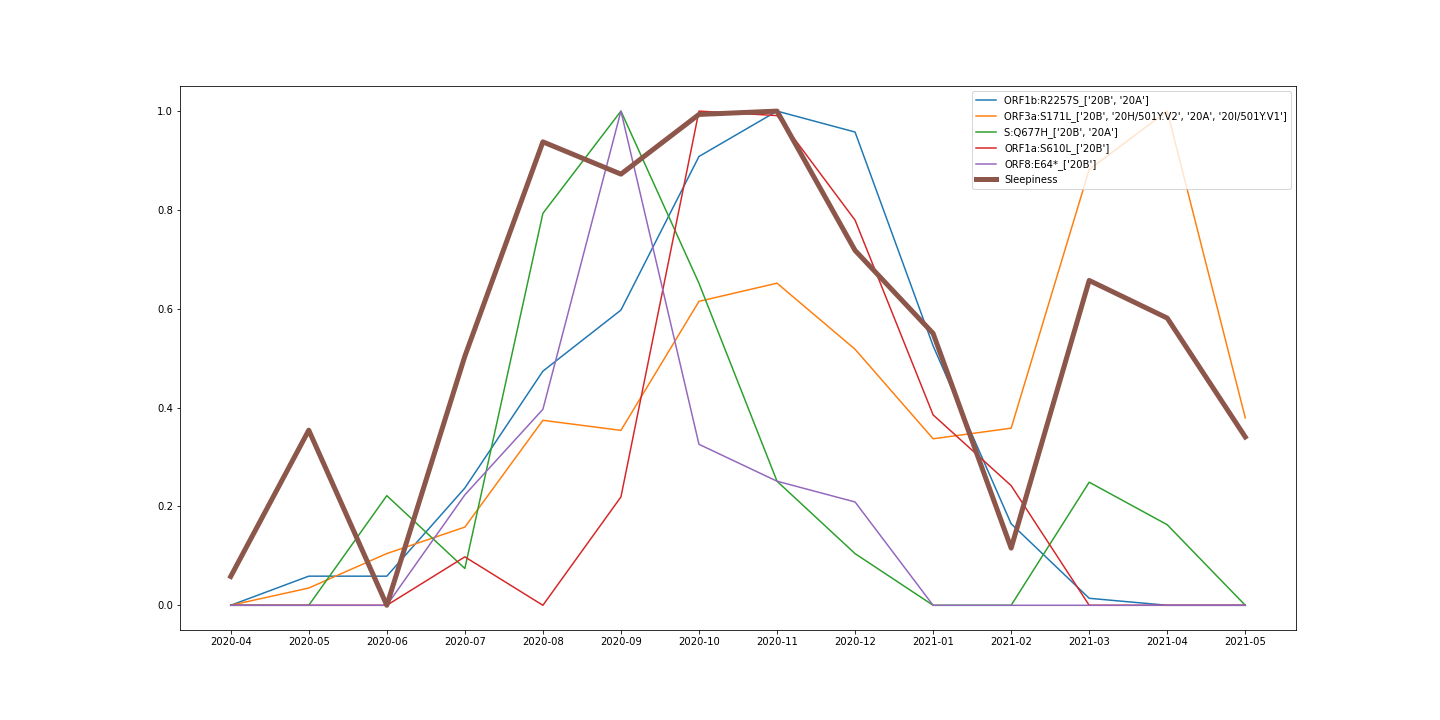 ORF1b:R2257S_['20B', '20A']
ORF3a:S171L_['20B', '20H/501Y.V2', '20A', '20I/501Y.V1']
S:Q677H_['20B', '20A']
ORF1a:S610L_['20B']
ORF8:E64*_['20B']
Sleepiness
1.0
0.8
0.6
0.4
0.2
0.0
2020-04 2020-05 2020-06 2020-07 2020-08 2020-09 2020-10 2020-11 2020-12 2021-01 2021-02 2021-03 2021-04 2021-05